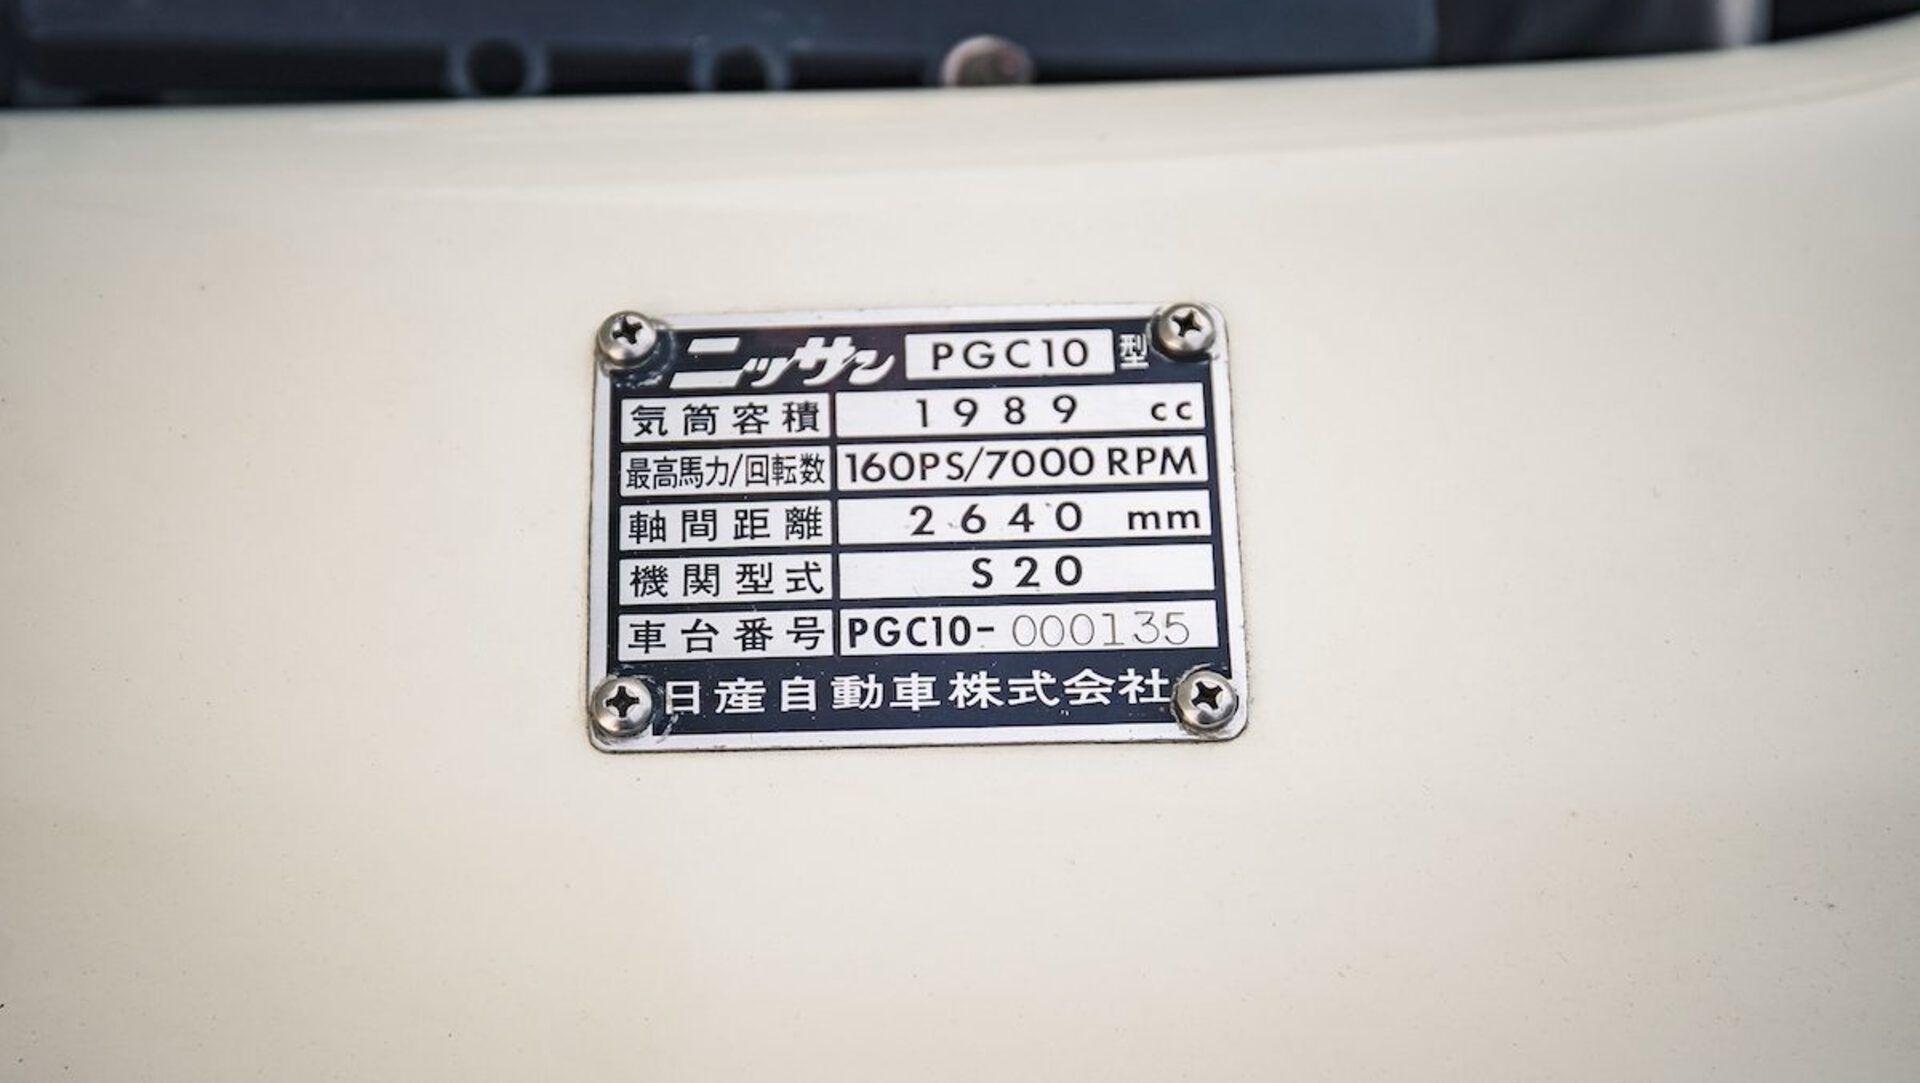 ニッサン PGC10 型
気筒容積 1989 cc
最高馬力/回転数 160PS/7000 RPM
軸間距離 2640 mm
機関型式 S20
車台番号 PGC10-000135
日産自動車株式会社